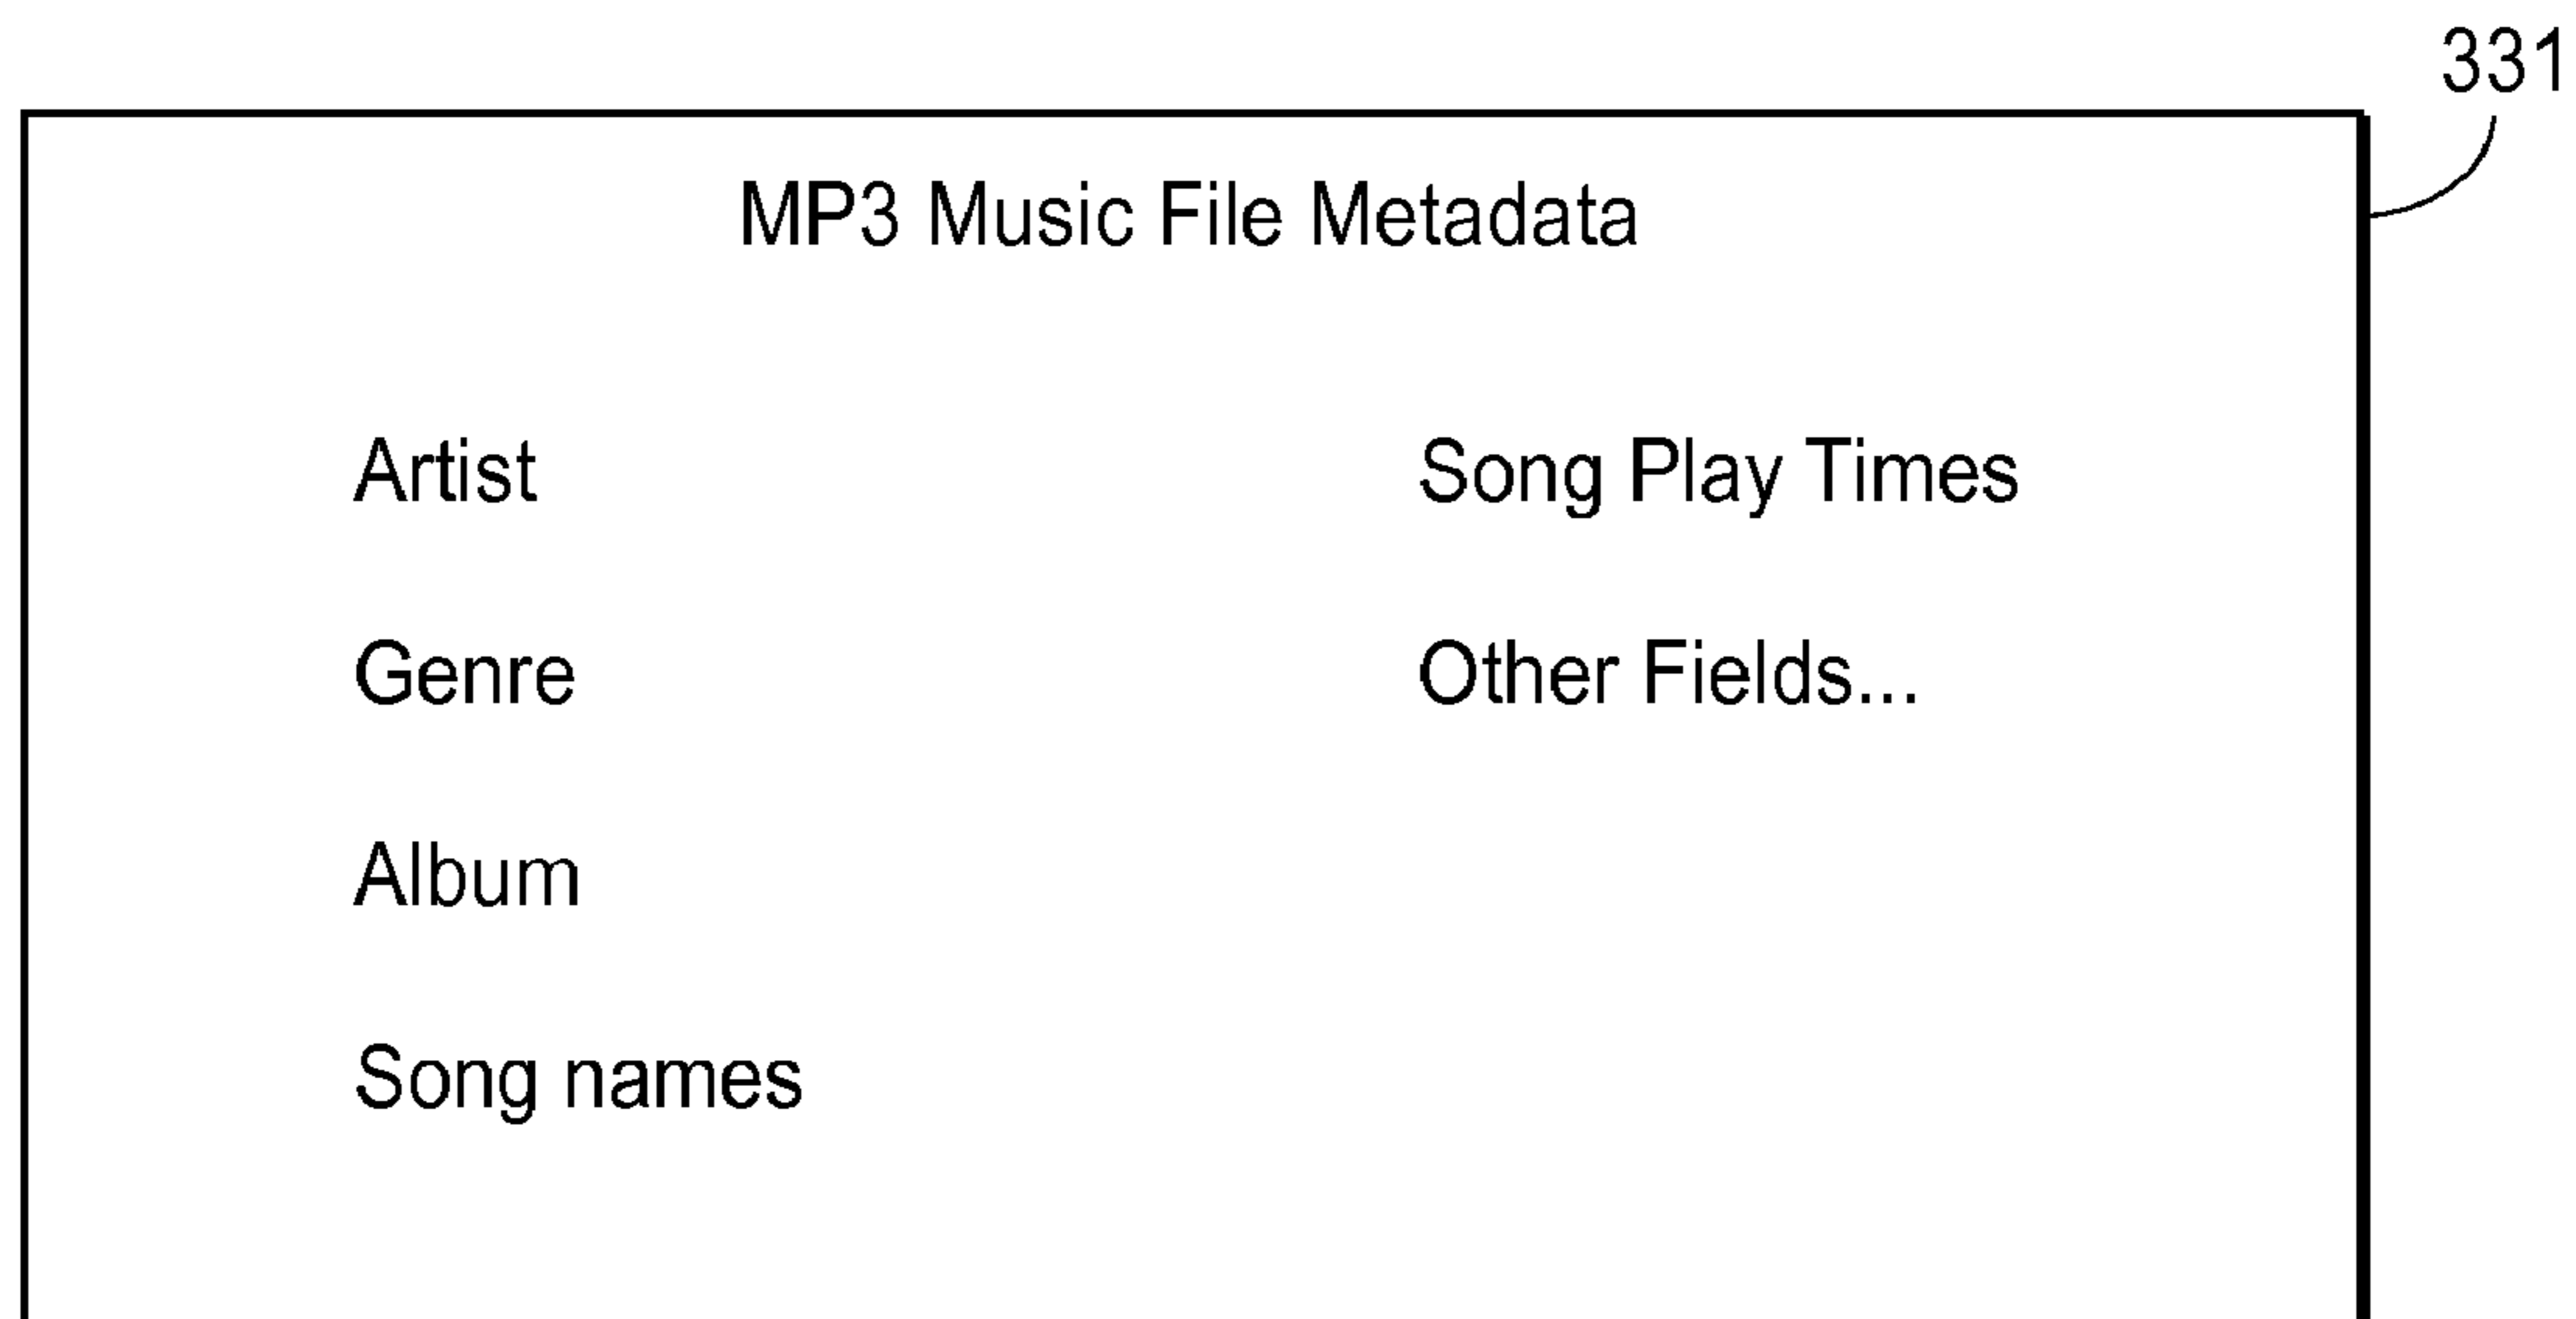 331
MP3 Music File Metadata
Artist
Genre
Album
Song names
Song Play Times
Other Fields...